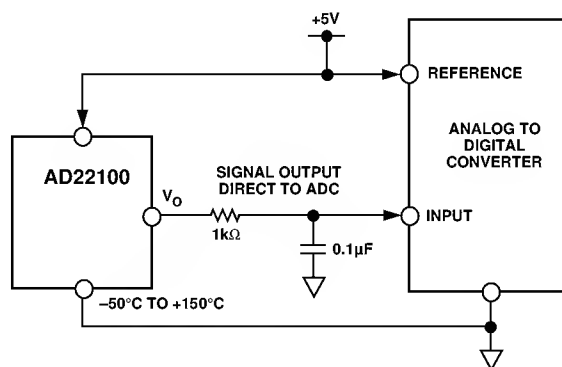 +5V
REFERENCE
ANALOG TO
DIGITAL
CONVERTER
AD22100
VO
SIGNAL OUTPUT
DIRECT TO ADC
1kΩ
0.1µF
INPUT
–50°C TO +150°C